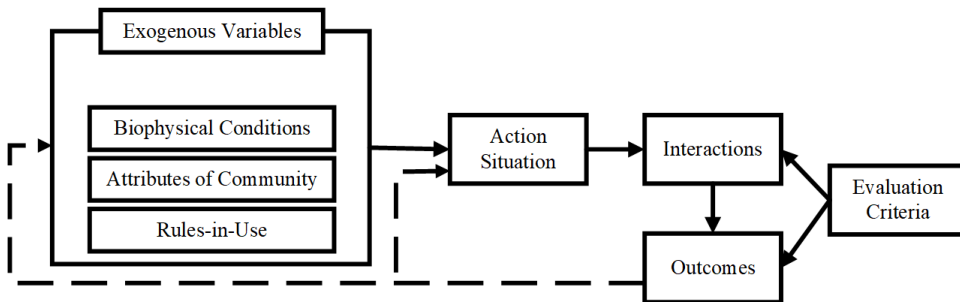 Exogenous Variables
Biophysical Conditions
Attributes of Community
Rules-in-Use
Action
Situation
Interactions
Outcomes
Evaluation
Criteria